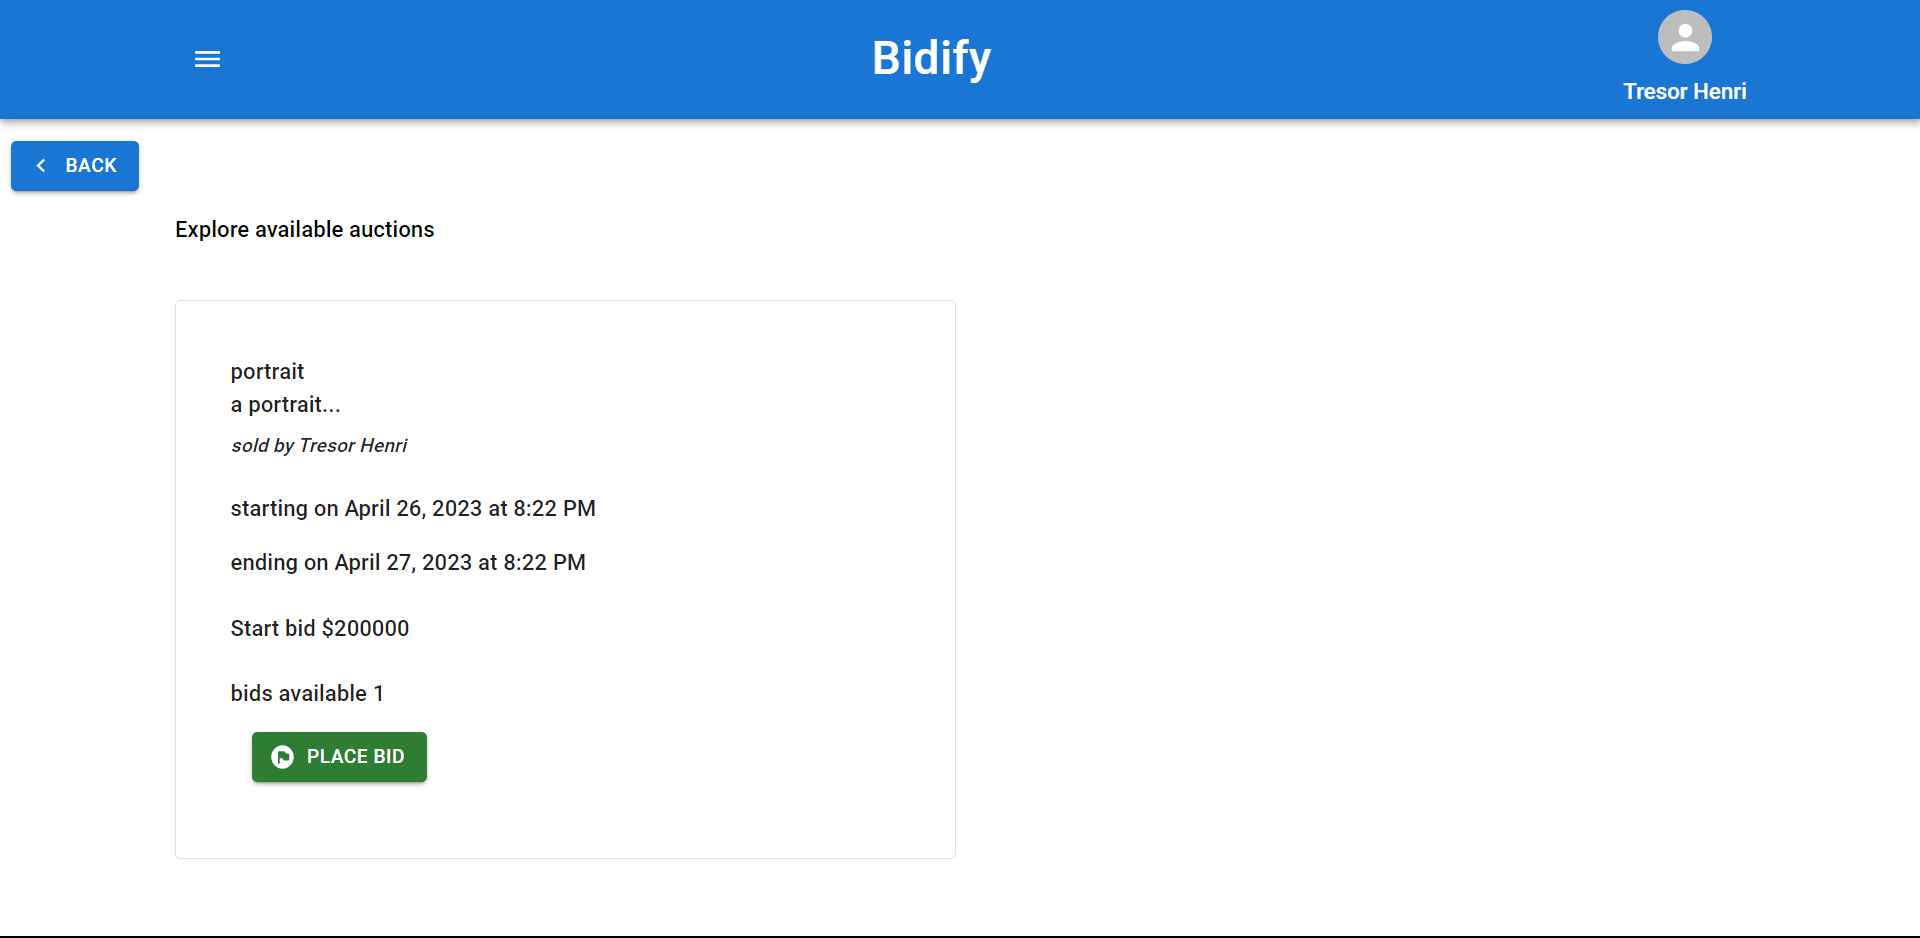 Bidify
Tresor Henri
BACK
Explore available auctions
portrait
a portrait...
sold by Tresor Henri
starting on April 26, 2023 at 8:22 PM
ending on April 27, 2023 at 8:22 PM
Start bid $200000
bids available 1
PLACE BID